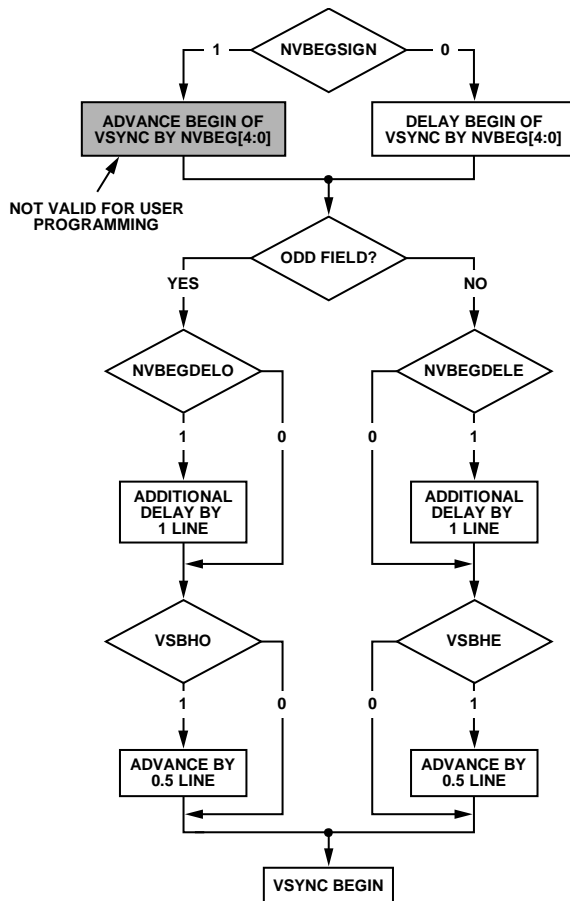 NVBEGSIGN
1
0
ADVANCE BEGIN OF
VSYNC BY NVBEG[4:0]
DELAY BEGIN OF
VSYNC BY NVBEG[4:0]
NOT VALID FOR USER
PROGRAMMING
ODD FIELD?
YES
NO
NVBEGDELO
NVBEGDELE
1
0
0
1
ADDITIONAL
DELAY BY
1 LINE
ADDITIONAL
DELAY BY
1 LINE
VSBHO
VSBHE
1
0
0
1
ADVANCE BY
0.5 LINE
ADVANCE BY
0.5 LINE
VSYNC BEGIN